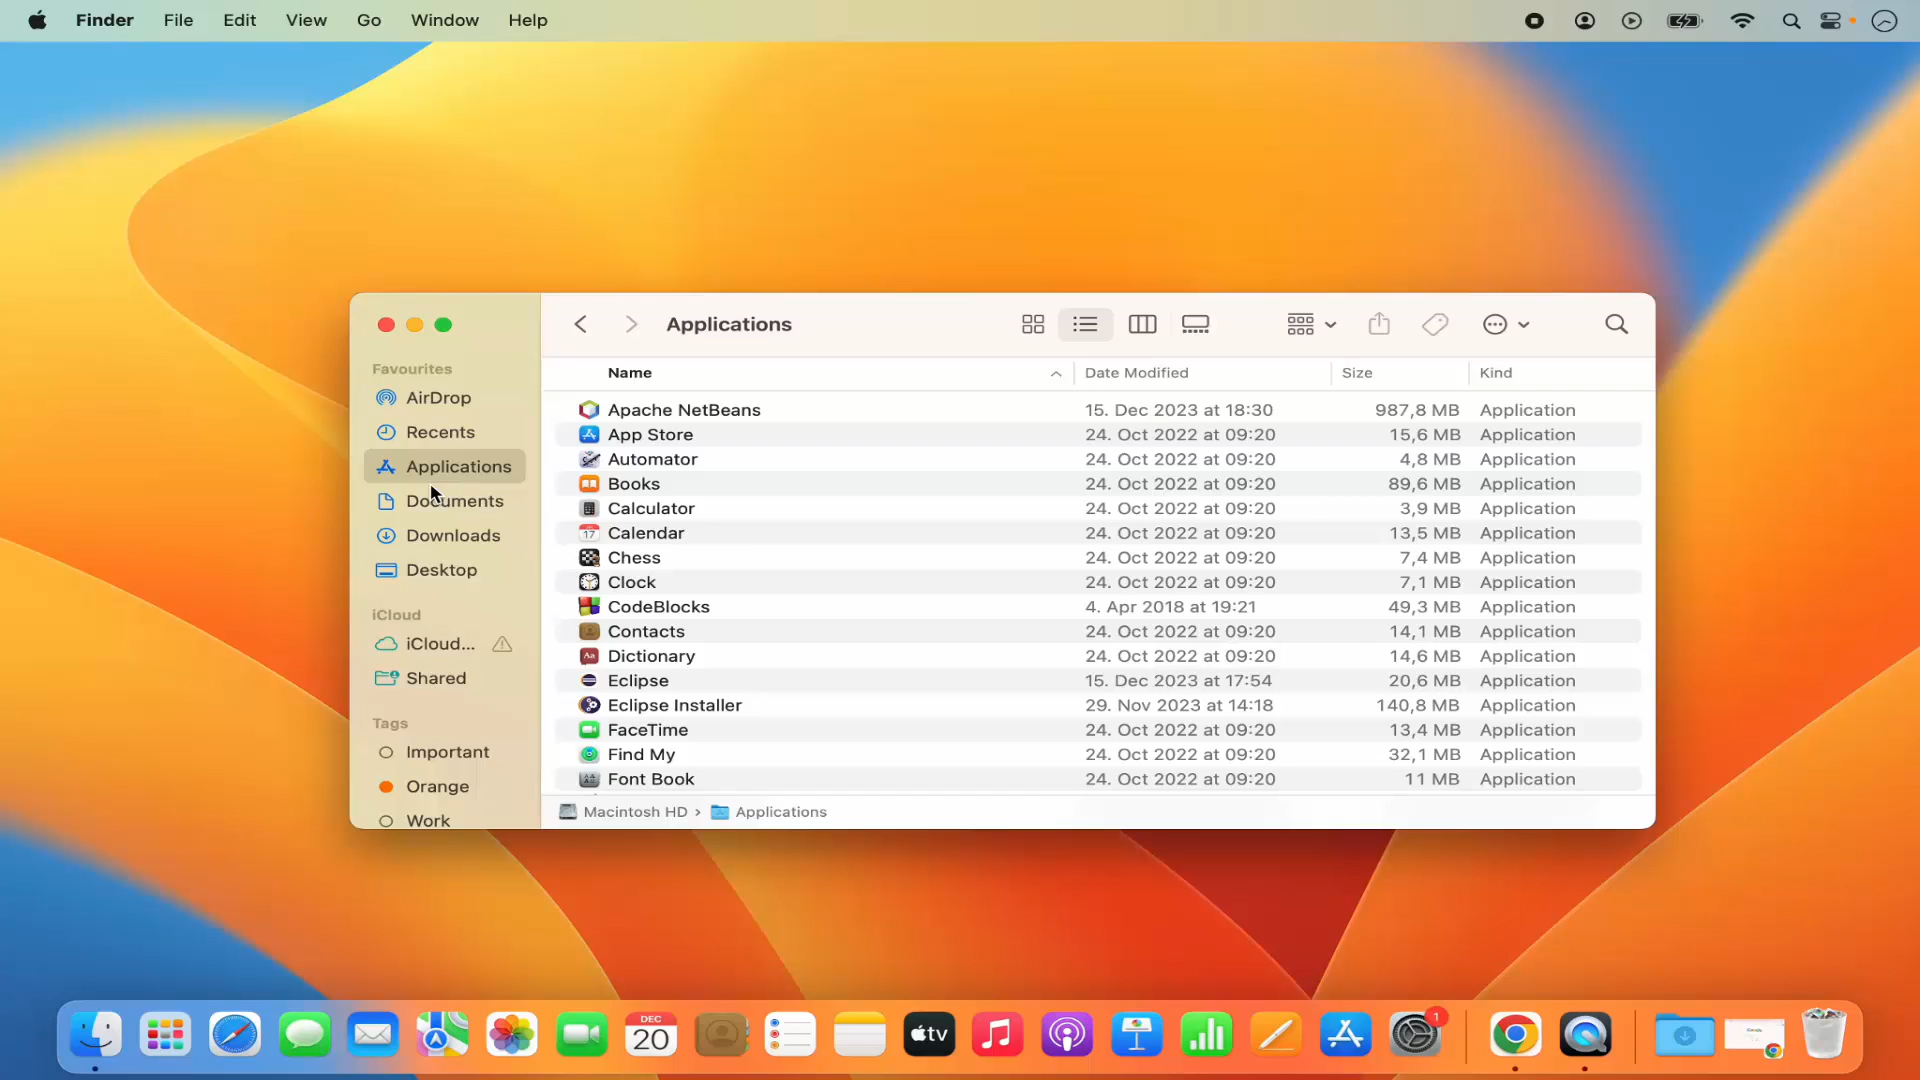 Finder File Edit View Go Window Help
Applications
Favourites
AirDrop
Recents
Applications
Documents
Downloads
Desktop
iCloud
iCloud...
Shared
Tags
Important
Orange
Work
Name Date Modified Size Kind
Apache NetBeans 15. Dec 2023 at 18:30 987,8 MB Application
App Store 24. Oct 2022 at 09:20 15,6 MB Application
Automator 24. Oct 2022 at 09:20 4,8 MB Application
Books 24. Oct 2022 at 09:20 89,6 MB Application
Calculator 24. Oct 2022 at 09:20 3,9 MB Application
Calendar 24. Oct 2022 at 09:20 13,5 MB Application
Chess 24. Oct 2022 at 09:20 7,4 MB Application
Clock 24. Oct 2022 at 09:20 7,1 MB Application
CodeBlocks 4. Apr 2018 at 19:21 49,3 MB Application
Contacts 24. Oct 2022 at 09:20 14,1 MB Application
Dictionary 24. Oct 2022 at 09:20 14,6 MB Application
Eclipse 15. Dec 2023 at 17:54 20,6 MB Application
Eclipse Installer 29. Nov 2023 at 14:18 140,8 MB Application
FaceTime 24. Oct 2022 at 09:20 13,4 MB Application
Find My 24. Oct 2022 at 09:20 32,1 MB Application
Font Book 24. Oct 2022 at 09:20 11 MB Application
Macintosh HD › Applications
DEC
20
tv
1